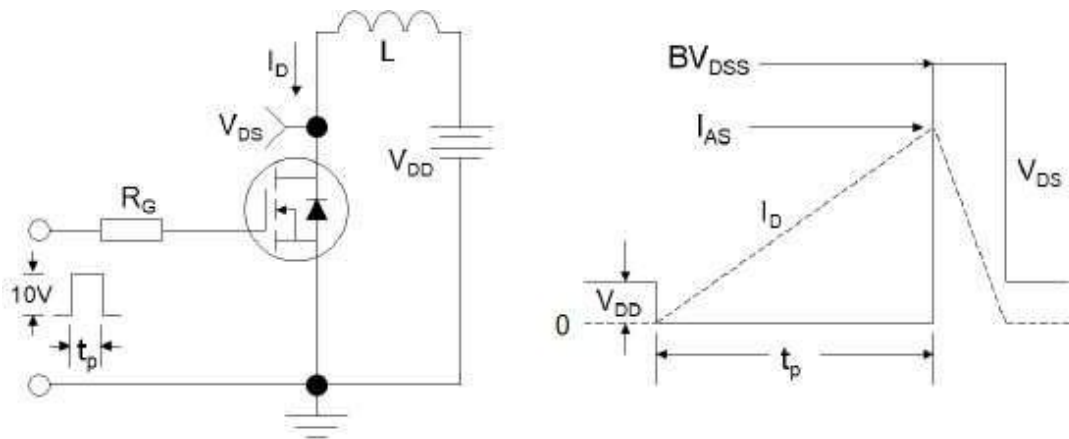 L
I_D
V_DS
V_DD
R_G
10V
t_p
BV_DSS
I_AS
V_DS
I_D
V_DD
0
t_p